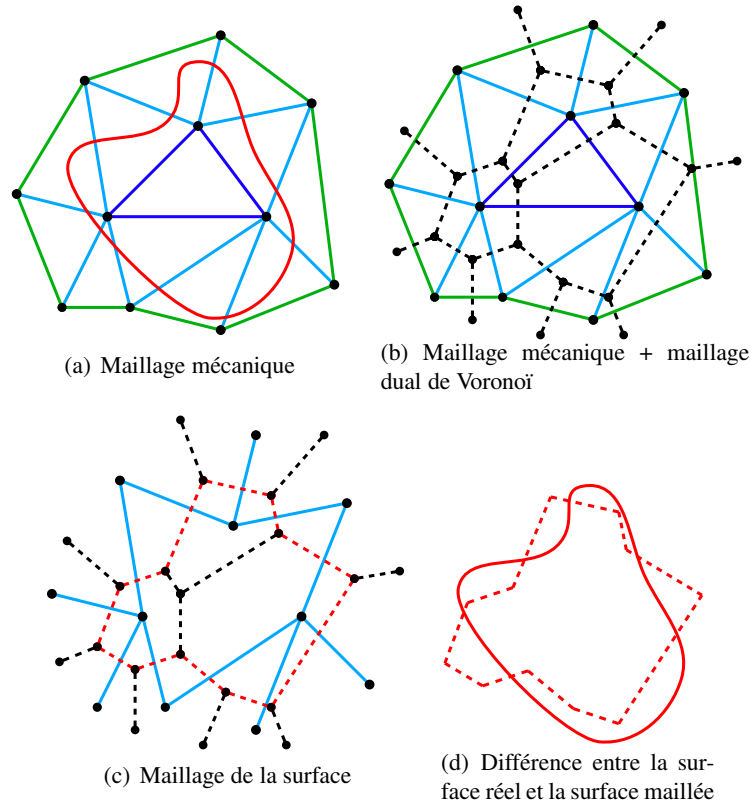 (a) Maillage mécanique
(b) Maillage mécanique + maillage
dual de Voronoï
(c) Maillage de la surface
(d) Différence entre la sur-
face réel et la surface maillée